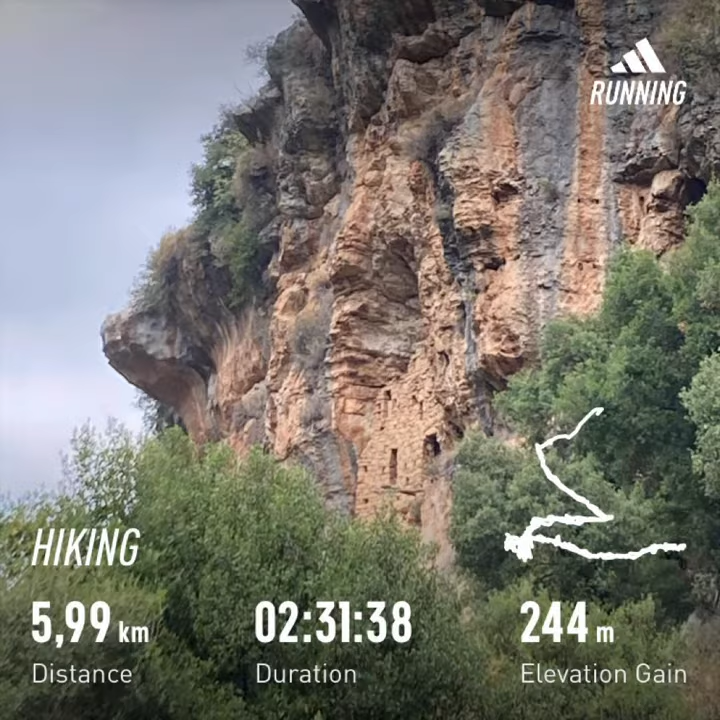 RUNNING
HIKING
5,99 km
02:31:38
244 m
Distance
Duration
Elevation Gain